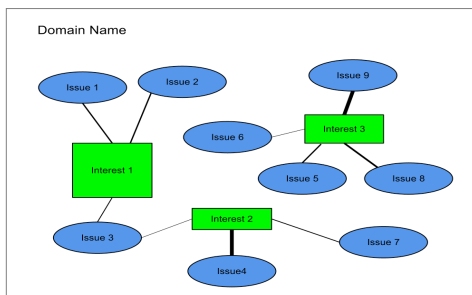 Domain Name
Issue 9
Issue 1
Issue 2
Issue 6
Interest 3
Interest 1
Issue 5
Issue 8
Interest 2
Issue 3
Issue 7
Issue4